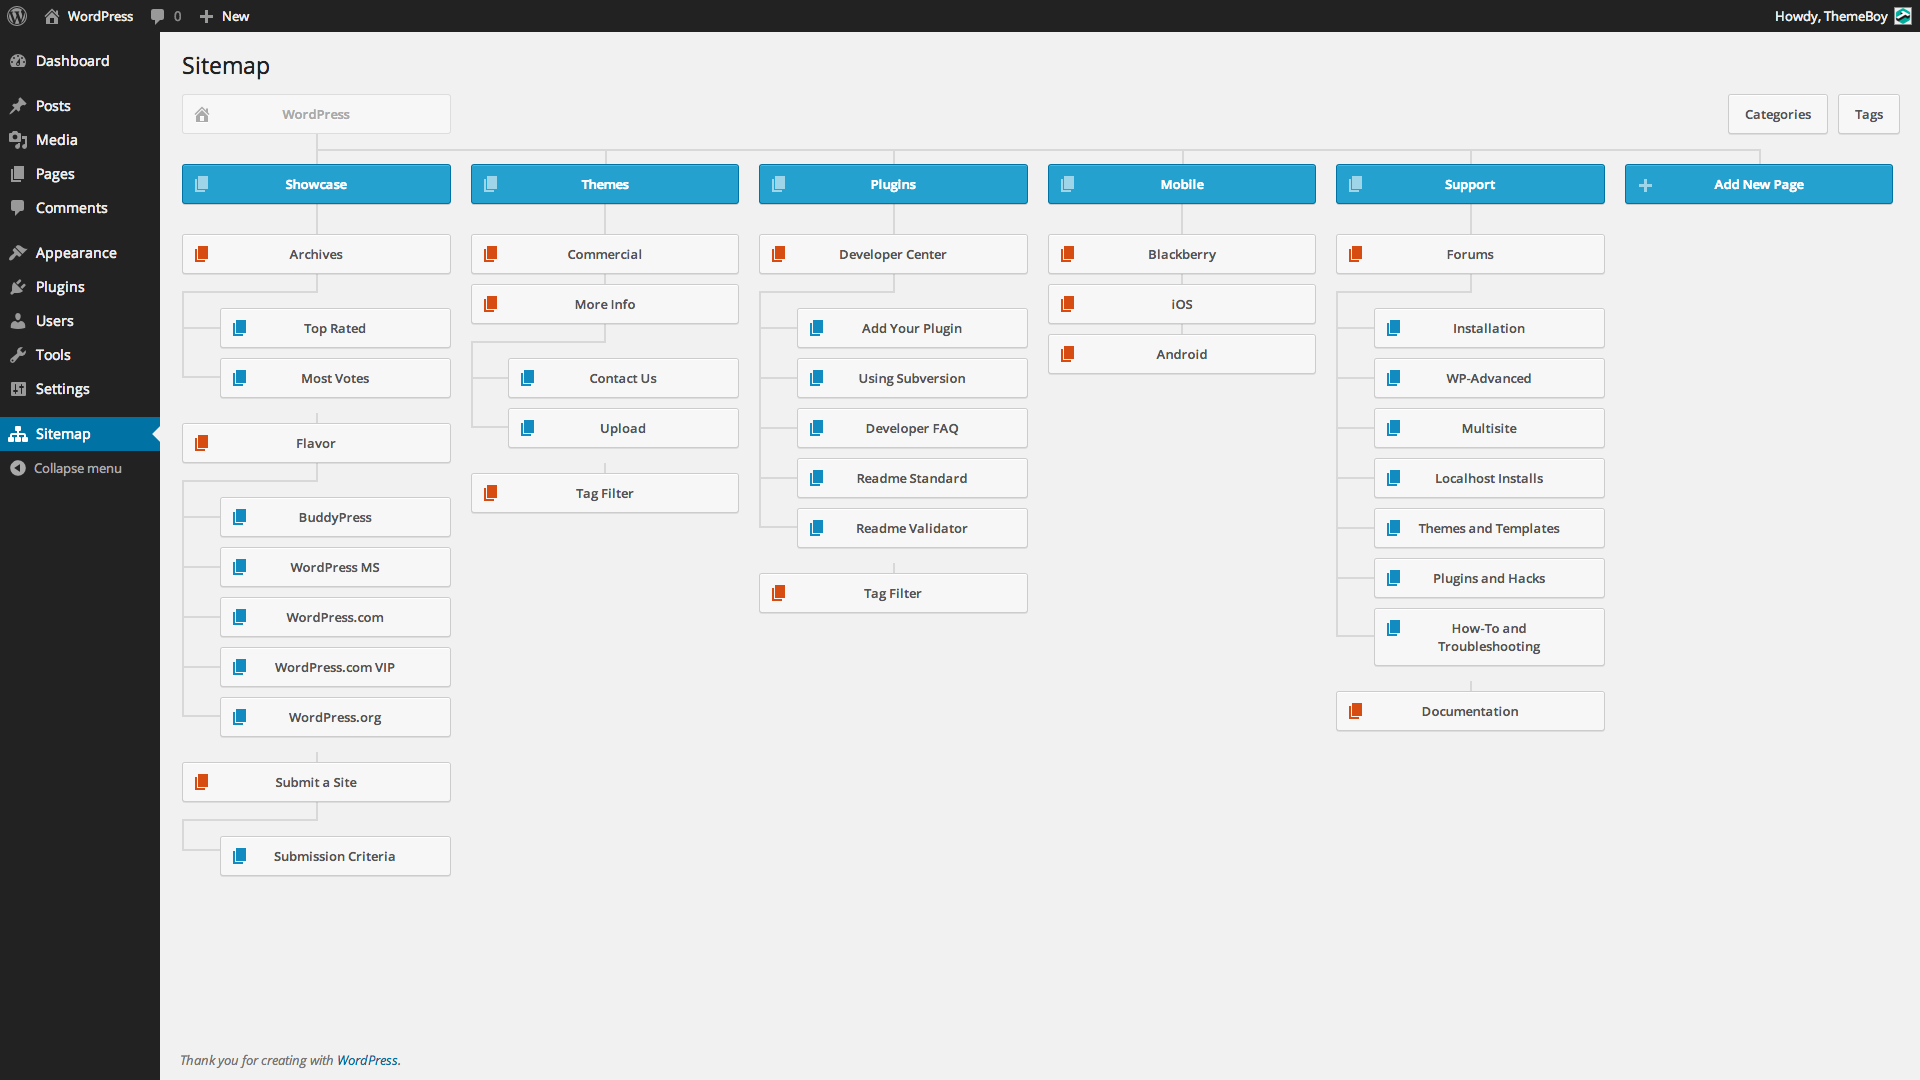 WordPress
0
New
Howdy, ThemeBoy
Dashboard
Posts
Media
Pages
Comments
Appearance
Plugins
Users
Tools
Settings
Sitemap
Collapse menu
Sitemap
WordPress
Categories
Tags
Showcase
Themes
Plugins
Mobile
Support
Add New Page
Archives
Top Rated
Most Votes
Flavor
BuddyPress
WordPress MS
WordPress.com
WordPress.com VIP
WordPress.org
Submit a Site
Submission Criteria
Commercial
More Info
Contact Us
Upload
Tag Filter
Developer Center
Add Your Plugin
Using Subversion
Developer FAQ
Readme Standard
Readme Validator
Tag Filter
Blackberry
iOS
Android
Forums
Installation
WP-Advanced
Multisite
Localhost Installs
Themes and Templates
Plugins and Hacks
How-To and
Troubleshooting
Documentation
Thank you for creating with WordPress.